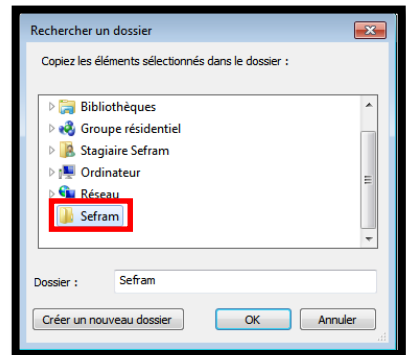 Rechercher un dossier
Copiez les éléments sélectionnés dans le dossier :
Bibliothèques
Groupe résidentiel
Stagiaire Sefram
Ordinateur
Réseau
Sefram
Dossier : Sefram
Créer un nouveau dossier OK Annuler